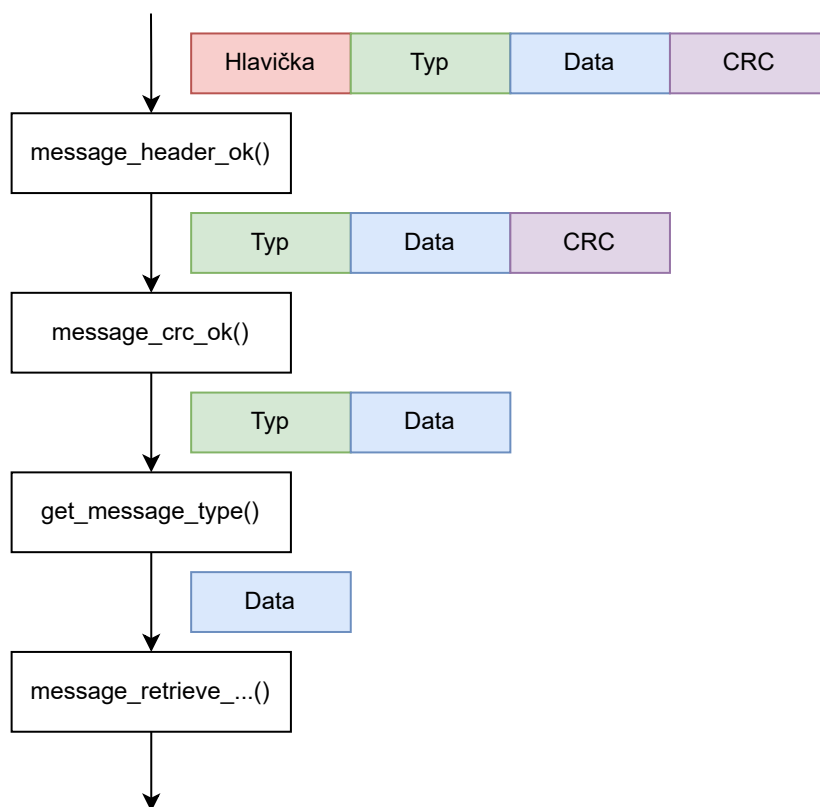 Hlavička Typ Data CRC
message_header_ok()
Typ Data CRC
message_crc_ok()
Typ Data
get_message_type()
Data
message_retrieve_...()